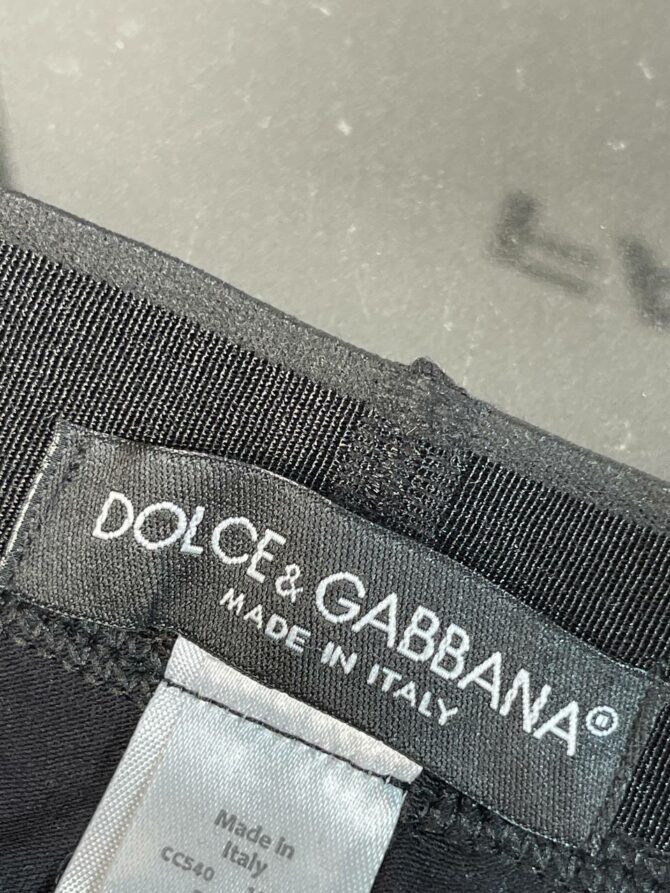 DOLCE & GABBANA®
MADE IN ITALY
Made in
Italy
CC540